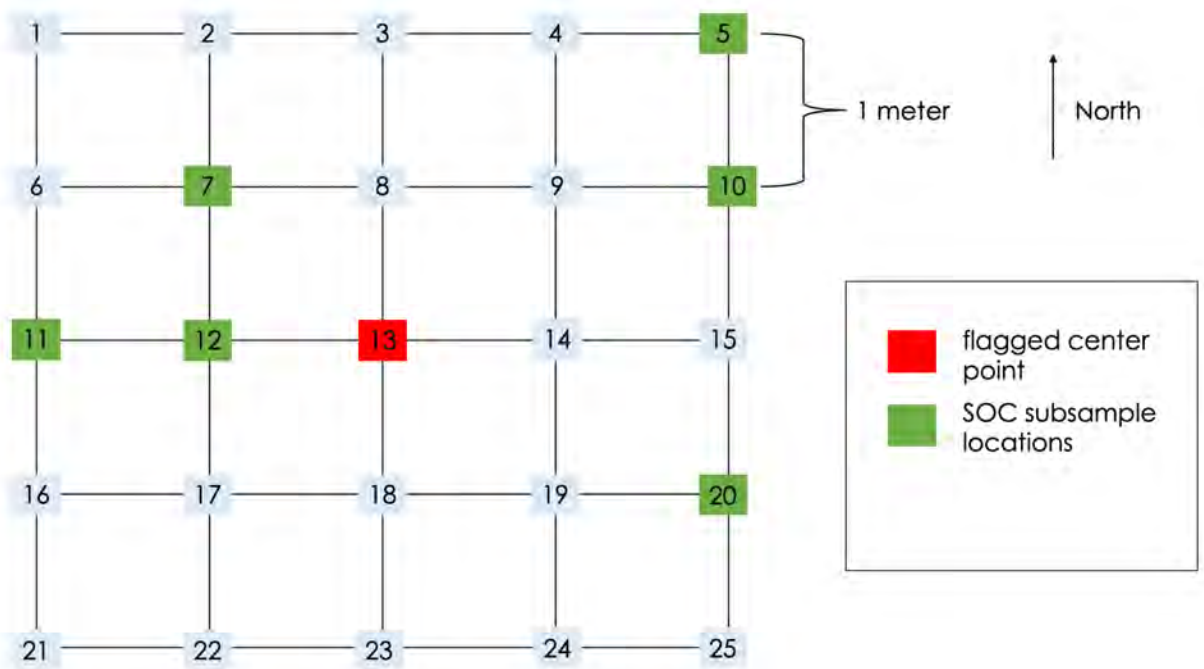 1 2 3 4 5
1 meter North
6 7 8 9 10
11 12 13 14 15
flagged center
point
SOC subsample
locations
16 17 18 19 20
21 22 23 24 25